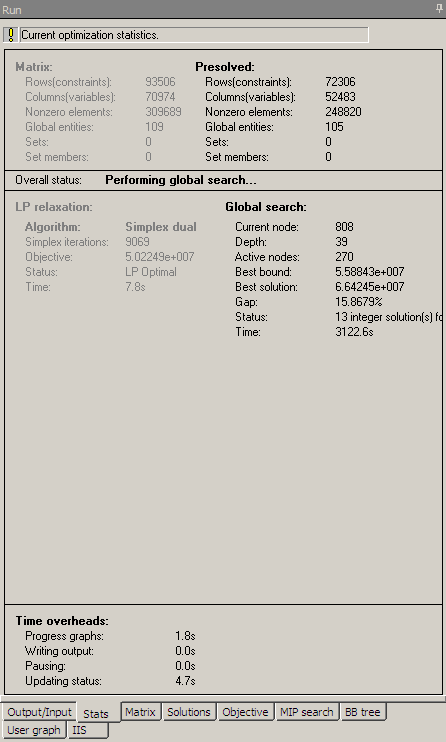 Run
Current optimization statistics.
Matrix: Presolved:
Rows(constraints): 93506 Rows(constraints): 72306
Columns(variables): 70974 Columns(variables): 52483
Nonzero elements: 309689 Nonzero elements: 248820
Global entities: 109 Global entities: 105
Sets: 0 Sets: 0
Set members: 0 Set members: 0
Overall status: Performing global search...
LP relaxation: Global search:
Algorithm: Simplex dual Current node: 808
Simplex iterations: 9069 Depth: 39
Objective: 5.02249e+007 Active nodes: 270
Status: LP Optimal Best bound: 5.58843e+007
Time: 7.8s Best solution: 6.64245e+007
Gap: 15.8679%
Status: 13 integer solution(s) fo
Time: 3122.6s
Time overheads:
Progress graphs: 1.8s
Writing output: 0.0s
Pausing: 0.0s
Updating status: 4.7s
Output/Input Stats Matrix Solutions Objective MIP search BB tree
User graph IIS